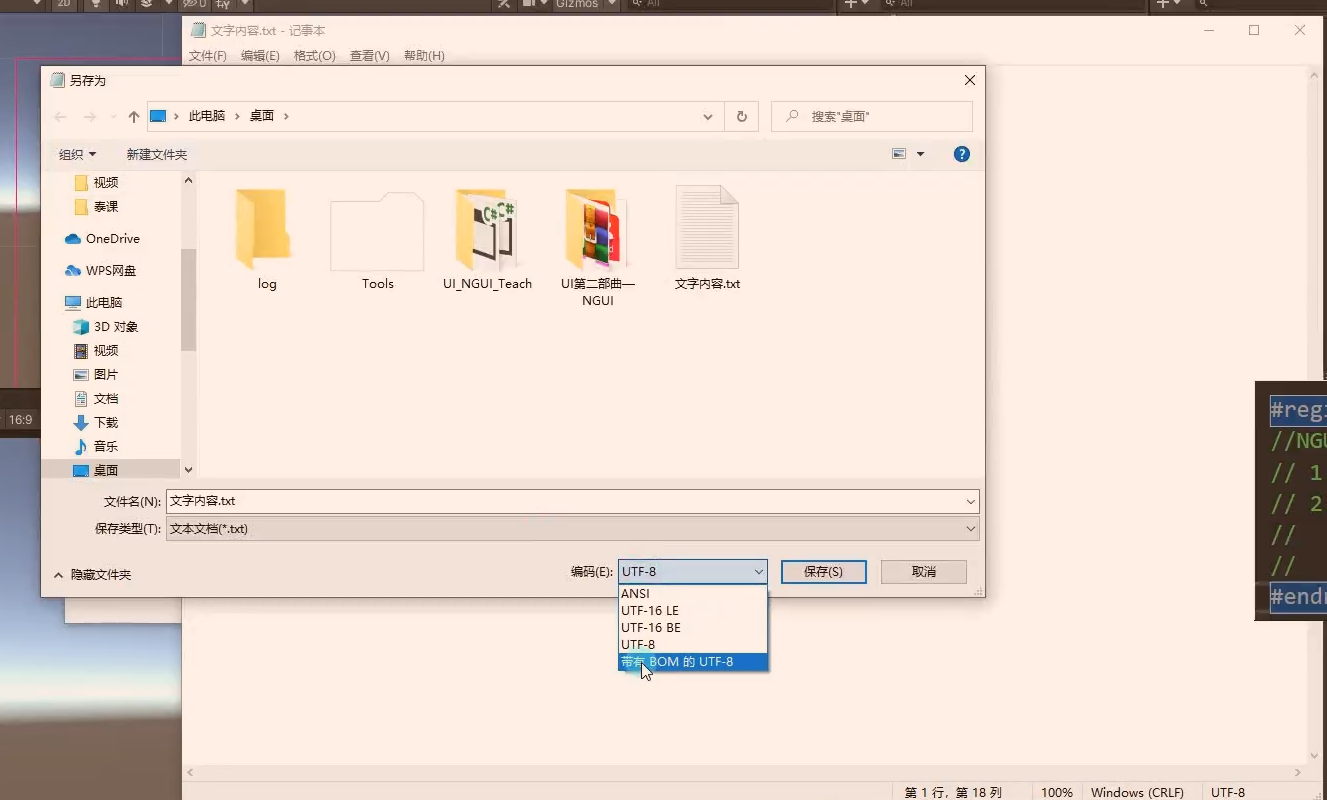 2D
Gizmos
All
All
文字内容.txt - 记事本
文件(F) 编辑(E) 格式(O) 查看(V) 帮助(H)
另存为
此电脑 › 桌面 ›
搜索"桌面"
组织
新建文件夹
视频
泰课
OneDrive
WPS网盘
此电脑
3D 对象
视频
图片
文档
下载
音乐
桌面
log
Tools
UI_NGUI_Teach
UI第二部曲—
NGUI
文字内容.txt
16:9
文件名(N): 文字内容.txt
保存类型(T): 文本文档(*.txt)
隐藏文件夹
编码(E): UTF-8
保存(S)
取消
ANSI
UTF-16 LE
UTF-16 BE
UTF-8
带有 BOM 的 UTF-8
#regi
//NGU
// 1
// 2
//
//
#endr
第 1 行，第 18 列
100%
Windows (CRLF)
UTF-8